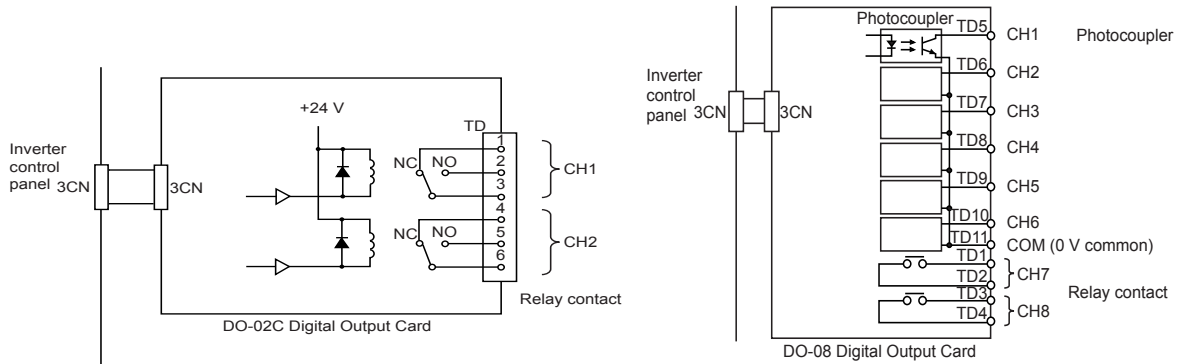 +24 V
TD
Inverter
control
panel
3CN
3CN
NC
NO
1
2
3
CH1
NC
NO
4
5
6
CH2
Relay contact
DO-02C Digital Output Card
Photocoupler
TD5
CH1
Photocoupler
TD6
CH2
Inverter
control
panel
3CN
3CN
TD7
CH3
TD8
CH4
TD9
CH5
TD10
CH6
TD11
COM (0 V common)
TD1
TD2
CH7
Relay contact
TD3
TD4
CH8
DO-08 Digital Output Card